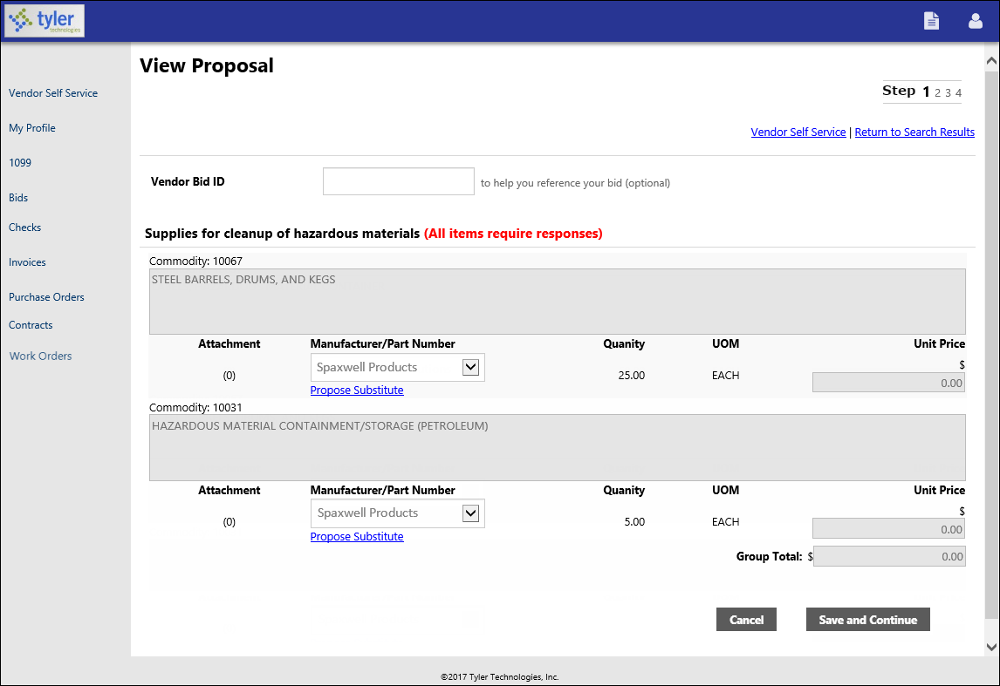 tyler
technologies
View Proposal
Step 1 2 3 4
Vendor Self Service
My Profile
1099
Bids
Checks
Invoices
Purchase Orders
Contracts
Work Orders
Vendor Self Service | Return to Search Results
Vendor Bid ID to help you reference your bid (optional)
Supplies for cleanup of hazardous materials (All items require responses)
Commodity: 10067
STEEL BARRELS, DRUMS, AND KEGS
Attachment Manufacturer/Part Number Quanity UOM Unit Price
$
(0) Spaxwell Products 25.00 EACH 0.00
Propose Substitute
Commodity: 10031
HAZARDOUS MATERIAL CONTAINMENT/STORAGE (PETROLEUM)
Attachment Manufacturer/Part Number Quanity UOM Unit Price
$
(0) Spaxwell Products 5.00 EACH 0.00
Propose Substitute
Group Total: $ 0.00
Cancel Save and Continue
©2017 Tyler Technologies, Inc.